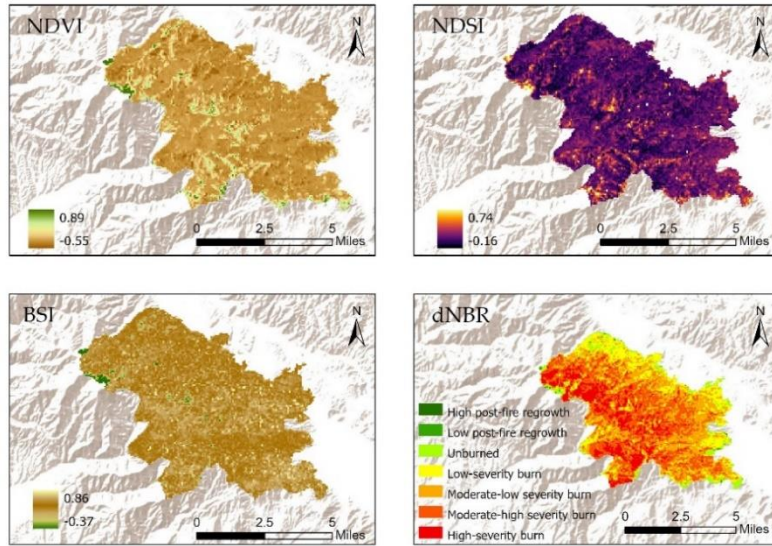 NDVI
N
0.89
-0.55
0 2.5 5
Miles
NDSI
N
0.74
-0.16
0 2.5 5
Miles
BSI
N
0.86
-0.37
0 2.5 5
Miles
dNBR
N
High post-fire regrowth
Low post-fire regrowth
Unburned
Low-severity burn
Moderate-low severity burn
Moderate-high severity burn
High-severity burn
0 2.5 5
Miles